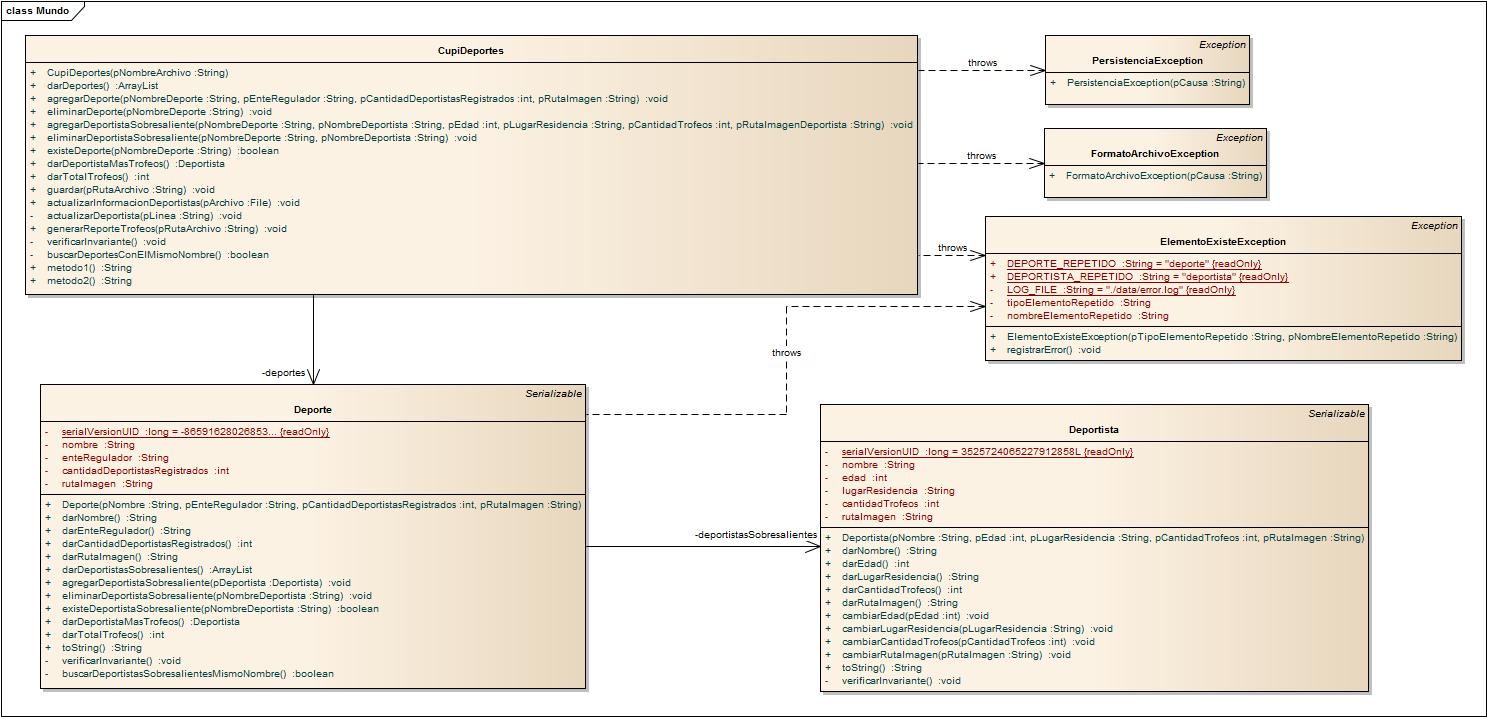 class Mundo
CupiDeportes
+ CupiDeportes(pNombreArchivo :String)
+ darDeportes() :ArrayList
+ agregarDeporte(pNombreDeporte :String, pEnteRegulador :String, pCantidadDeportistasRegistrados :int, pRutaImagen :String) :void
+ eliminarDeporte(pNombreDeporte :String) :void
+ agregarDeportistaSobresaliente(pNombreDeporte :String, pNombreDeportista :String, pEdad :int, pLugarResidencia :String, pCantidadTrofeos :int, pRutaImagenDeportista :String) :void
+ eliminarDeportistaSobresaliente(pNombreDeporte :String, pNombreDeportista :String) :void
+ existeDeporte(pNombreDeporte :String) :boolean
+ darDeportistaMasTrofeos() :Deportista
+ darTotalTrofeos() :int
+ guardar(pRutaArchivo :String) :void
+ actualizarInformacionDeportistas(pArchivo :File) :void
- actualizarDeportista(pLinea :String) :void
+ generarReporteTrofeos(pRutaArchivo :String) :void
- verificarInvariante() :void
- buscarDeportesConElMismoNombre() :boolean
+ metodo1() :String
+ metodo2() :String
throws
Exception
PersistenciaException
+ PersistenciaException(pCausa :String)
throws
Exception
FormatoArchivoException
+ FormatoArchivoException(pCausa :String)
throws
Exception
ElementoExisteException
+ DEPORTE_REPETIDO :String = "deporte" {readOnly}
+ DEPORTISTA_REPETIDO :String = "deportista" {readOnly}
- LOG_FILE :String = "./data/error.log" {readOnly}
- tipoElementoRepetido :String
- nombreElementoRepetido :String
+ ElementoExisteException(pTipoElementoRepetido :String, pNombreElementoRepetido :String)
+ registrarError() :void
throws
-deportes
Serializable
Deporte
- serialVersionUID :long = -86591628026853... {readOnly}
- nombre :String
- enteRegulador :String
- cantidadDeportistasRegistrados :int
- rutaImagen :String
+ Deporte(pNombre :String, pEnteRegulador :String, pCantidadDeportistasRegistrados :int, pRutaImagen :String)
+ darNombre() :String
+ darEnteRegulador() :String
+ darCantidadDeportistasRegistrados() :int
+ darRutaImagen() :String
+ darDeportistasSobresalientes() :ArrayList
+ agregarDeportistaSobresaliente(pDeportista :Deportista) :void
+ eliminarDeportistaSobresaliente(pNombreDeportista :String) :void
+ existeDeportistaSobresaliente(pNombreDeportista :String) :boolean
+ darDeportistaMasTrofeos() :Deportista
+ darTotalTrofeos() :int
+ toString() :String
- verificarInvariante() :void
- buscarDeportistasSobresalientesMismoNombre() :boolean
-deportistasSobresalientes
Serializable
Deportista
- serialVersionUID :long = 3525724065227912858L {readOnly}
- nombre :String
- edad :int
- lugarResidencia :String
- cantidadTrofeos :int
- rutaImagen :String
+ Deportista(pNombre :String, pEdad :int, pLugarResidencia :String, pCantidadTrofeos :int, pRutaImagen :String)
+ darNombre() :String
+ darEdad() :int
+ darLugarResidencia() :String
+ darCantidadTrofeos() :int
+ darRutaImagen() :String
+ cambiarEdad(pEdad :int) :void
+ cambiarLugarResidencia(pLugarResidencia :String) :void
+ cambiarCantidadTrofeos(pCantidadTrofeos :int) :void
+ cambiarRutaImagen(pRutaImagen :String) :void
+ toString() :String
- verificarInvariante() :void